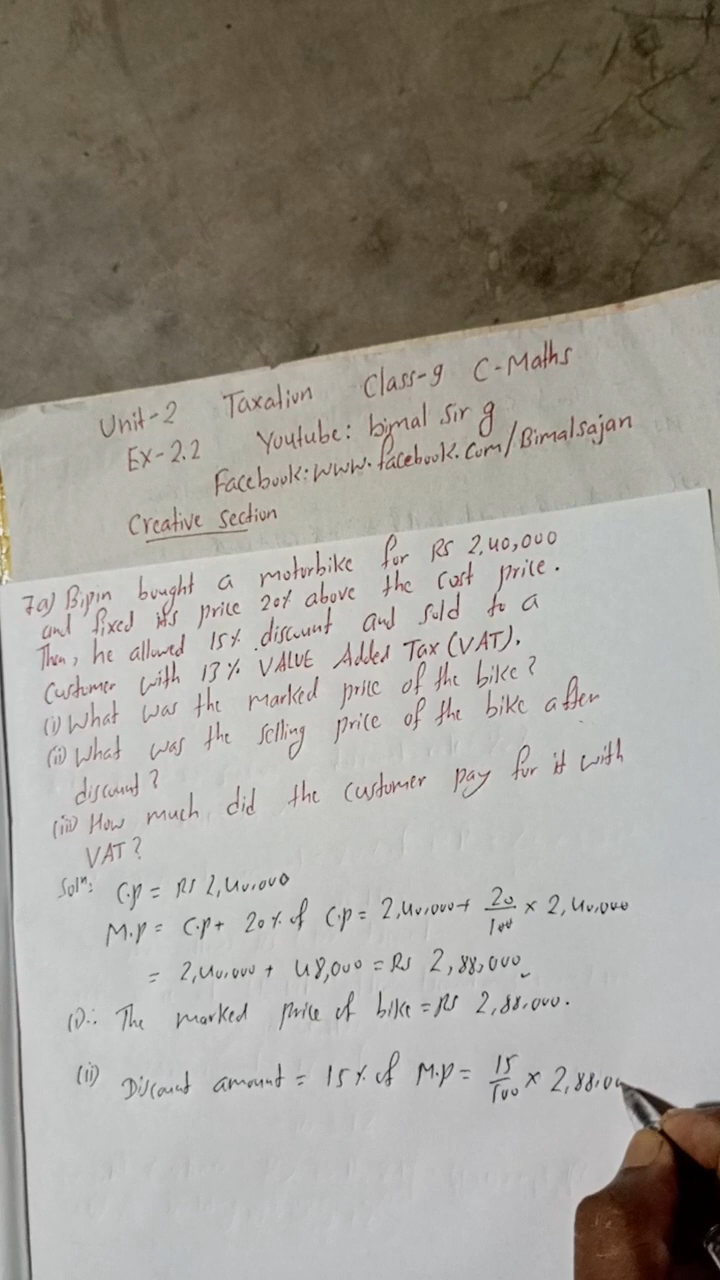 Unit-2 Taxation Class-9 C-Maths
Ex-2.2 Youtube: bimal sir g
Facebook: www.facebook.com/Bimalsajan
Creative section
7a) Bipin bought a motorbike for RS 2,40,000
and fixed its price 20% above the cost price.
Then, he allowed 15% discount and sold to a
customer with 13% VALUE Added Tax (VAT).
(i) What was the marked price of the bike?
(ii) What was the selling price of the bike after
discount?
(iii) How much did the customer pay for it with
VAT?
Solⁿ: C.p = RS 2,40,000
M.p = C.p + 20% of C.p = 2,40,000 + 20/100 × 2,40,000
= 2,40,000 + 48,000 = Rs 2,88,000
(i) ∴ The marked price of bike = Rs 2,88,000.
(ii) Discount amount = 15% of M.p = 15/100 × 2,88,00